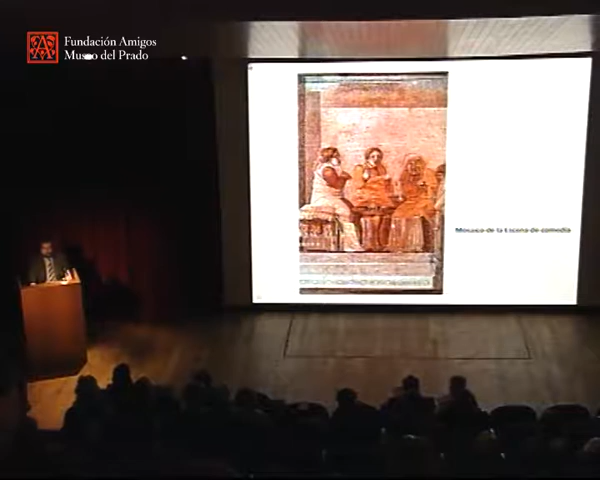 Fundación Amigos
Museo del Prado
Mosaico de la Escena de comedia